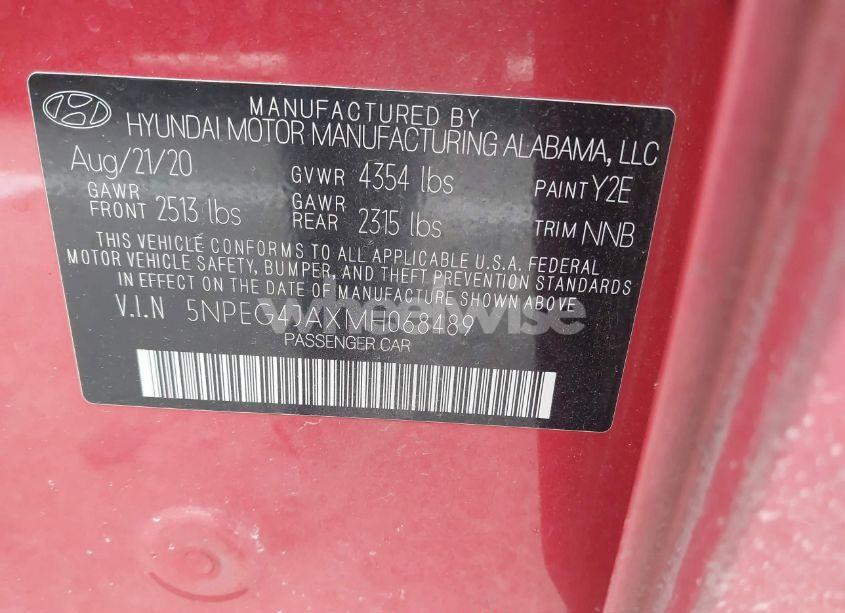 MANUFACTURED BY
HYUNDAI MOTOR MANUFACTURING ALABAMA, LLC
Aug/21/20 GVWR 4354 lbs PAINT Y2E
GAWR FRONT 2513 lbs GAWR REAR 2315 lbs TRIM NNB
THIS VEHICLE CONFORMS TO ALL APPLICABLE U.S.A. FEDERAL
MOTOR VEHICLE SAFETY, BUMPER, AND THEFT PREVENTION STANDARDS
IN EFFECT ON THE DATE OF MANUFACTURE SHOWN ABOVE
V.I.N 5NPEG4JAXMH068489
wheelwise
PASSENGER CAR